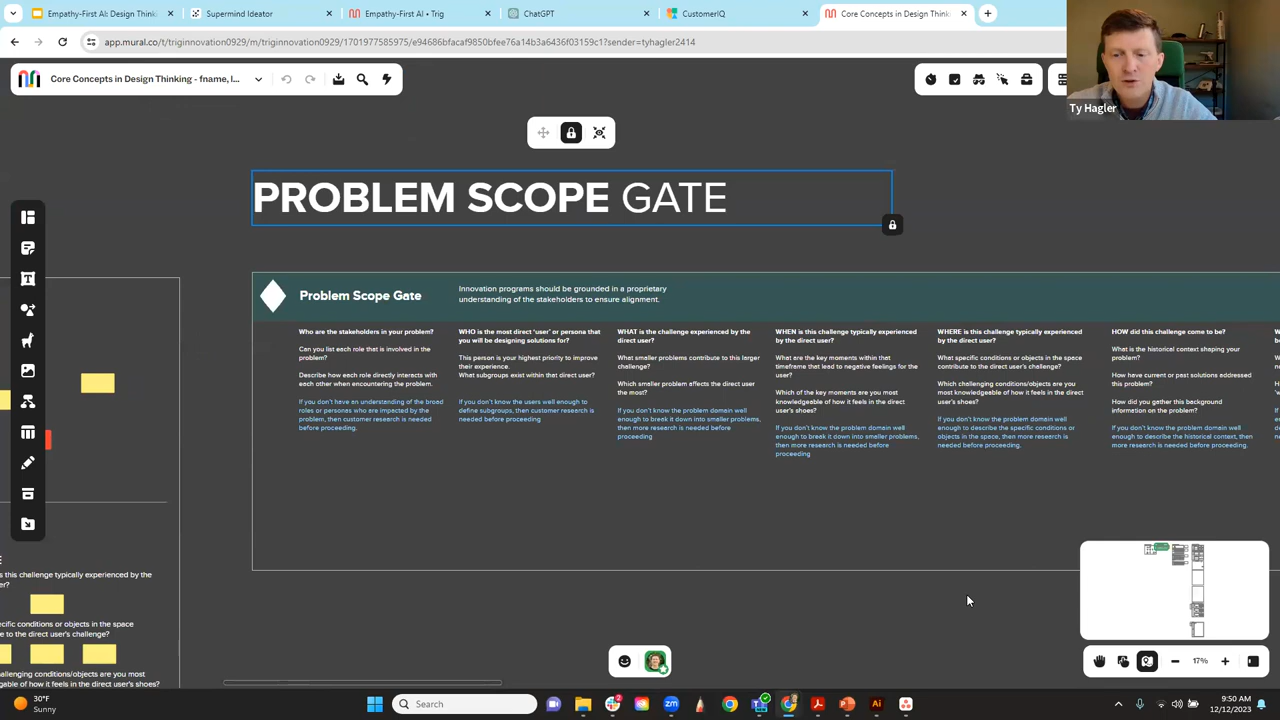 Empathy-First AI: Design Think
Supermind Ideator
Empathy-First AI • Trig
ChatGPT
CustomerIQ
Core Concepts in Design Think
app.mural.co/t/triginnovation0929/m/triginnovation0929/1701977585975/e94686bfacaf9850bfee76a14b3a6436f03159c1?sender=tyhagler2414
Core Concepts in Design Thinking - fname, l...
Ty Hagler
PROBLEM SCOPE GATE
Problem Scope Gate
Innovation programs should be grounded in a proprietary
understanding of the stakeholders to ensure alignment.
Who are the stakeholders in your problem?
Can you list each role that is involved in the
problem?
Describe how each role directly interacts with
each other when encountering the problem.
If you don't have an understanding of the broad
roles or personas who are impacted by the
problem, then customer research is needed
before proceeding.
WHO is the most direct 'user' or persona that
you will be designing solutions for?
This person is your highest priority to improve
their experience.
What subgroups exist within that direct user?
If you don't know the users well enough to
define subgroups, then customer research is
needed before proceeding
WHAT is the challenge experienced by the
direct user?
What smaller problems contribute to this larger
challenge?
Which smaller problem affects the direct user
the most?
If you don't know the problem domain well
enough to break it down into smaller problems,
then more research is needed before
proceeding
WHEN is this challenge typically experienced
by the direct user?
What are the key moments within that
timeframe that lead to negative feelings for the
user?
Which of the key moments are you most
knowledgeable of how it feels in the direct
user's shoes?
If you don't know the problem domain well
enough to break it down into smaller problems,
then more research is needed before
proceeding
WHERE is this challenge typically experienced
by the direct user?
What specific conditions or objects in the space
contribute to the direct user's challenge?
Which challenging conditions/objects are you
most knowledgeable of how it feels in the direct
user's shoes?
If you don't know the problem domain well
enough to describe the specific conditions or
objects in the space, then more research is
needed before proceeding.
HOW did this challenge come to be?
What is the historical context shaping your
problem?
How have current or past solutions addressed
this problem?
How did you gather this background
information on the problem?
If you don't know the problem domain well
enough to describe the historical context, then
more research is needed before proceeding.
s this challenge typically experienced by the
ser?
cific conditions or objects in the space
e to the direct user's challenge?
hallenging conditions/objects are you most
geable of how it feels in the direct user's shoes?
17%
30°F
Sunny
Search
2
9:50 AM
12/12/2023